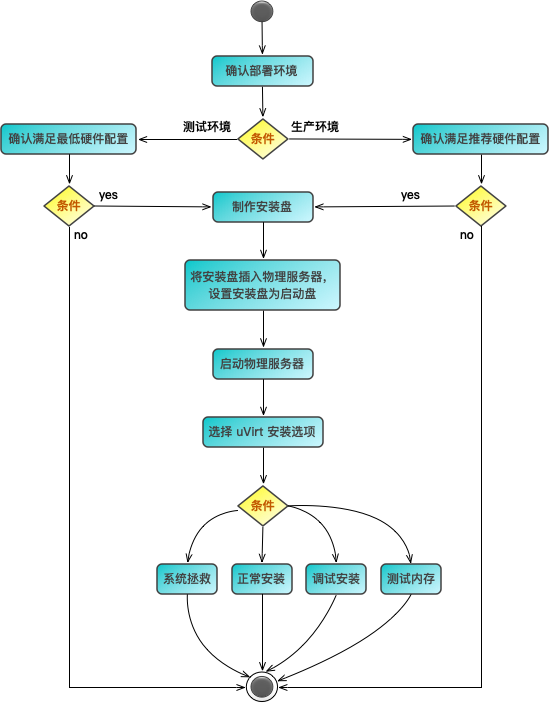 确认部署环境
测试环境
条件
生产环境
确认满足最低硬件配置
确认满足推荐硬件配置
条件
yes
制作安装盘
yes
条件
no
no
将安装盘插入物理服务器，
设置安装盘为启动盘
启动物理服务器
选择 uVirt 安装选项
条件
系统拯救
正常安装
调试安装
测试内存